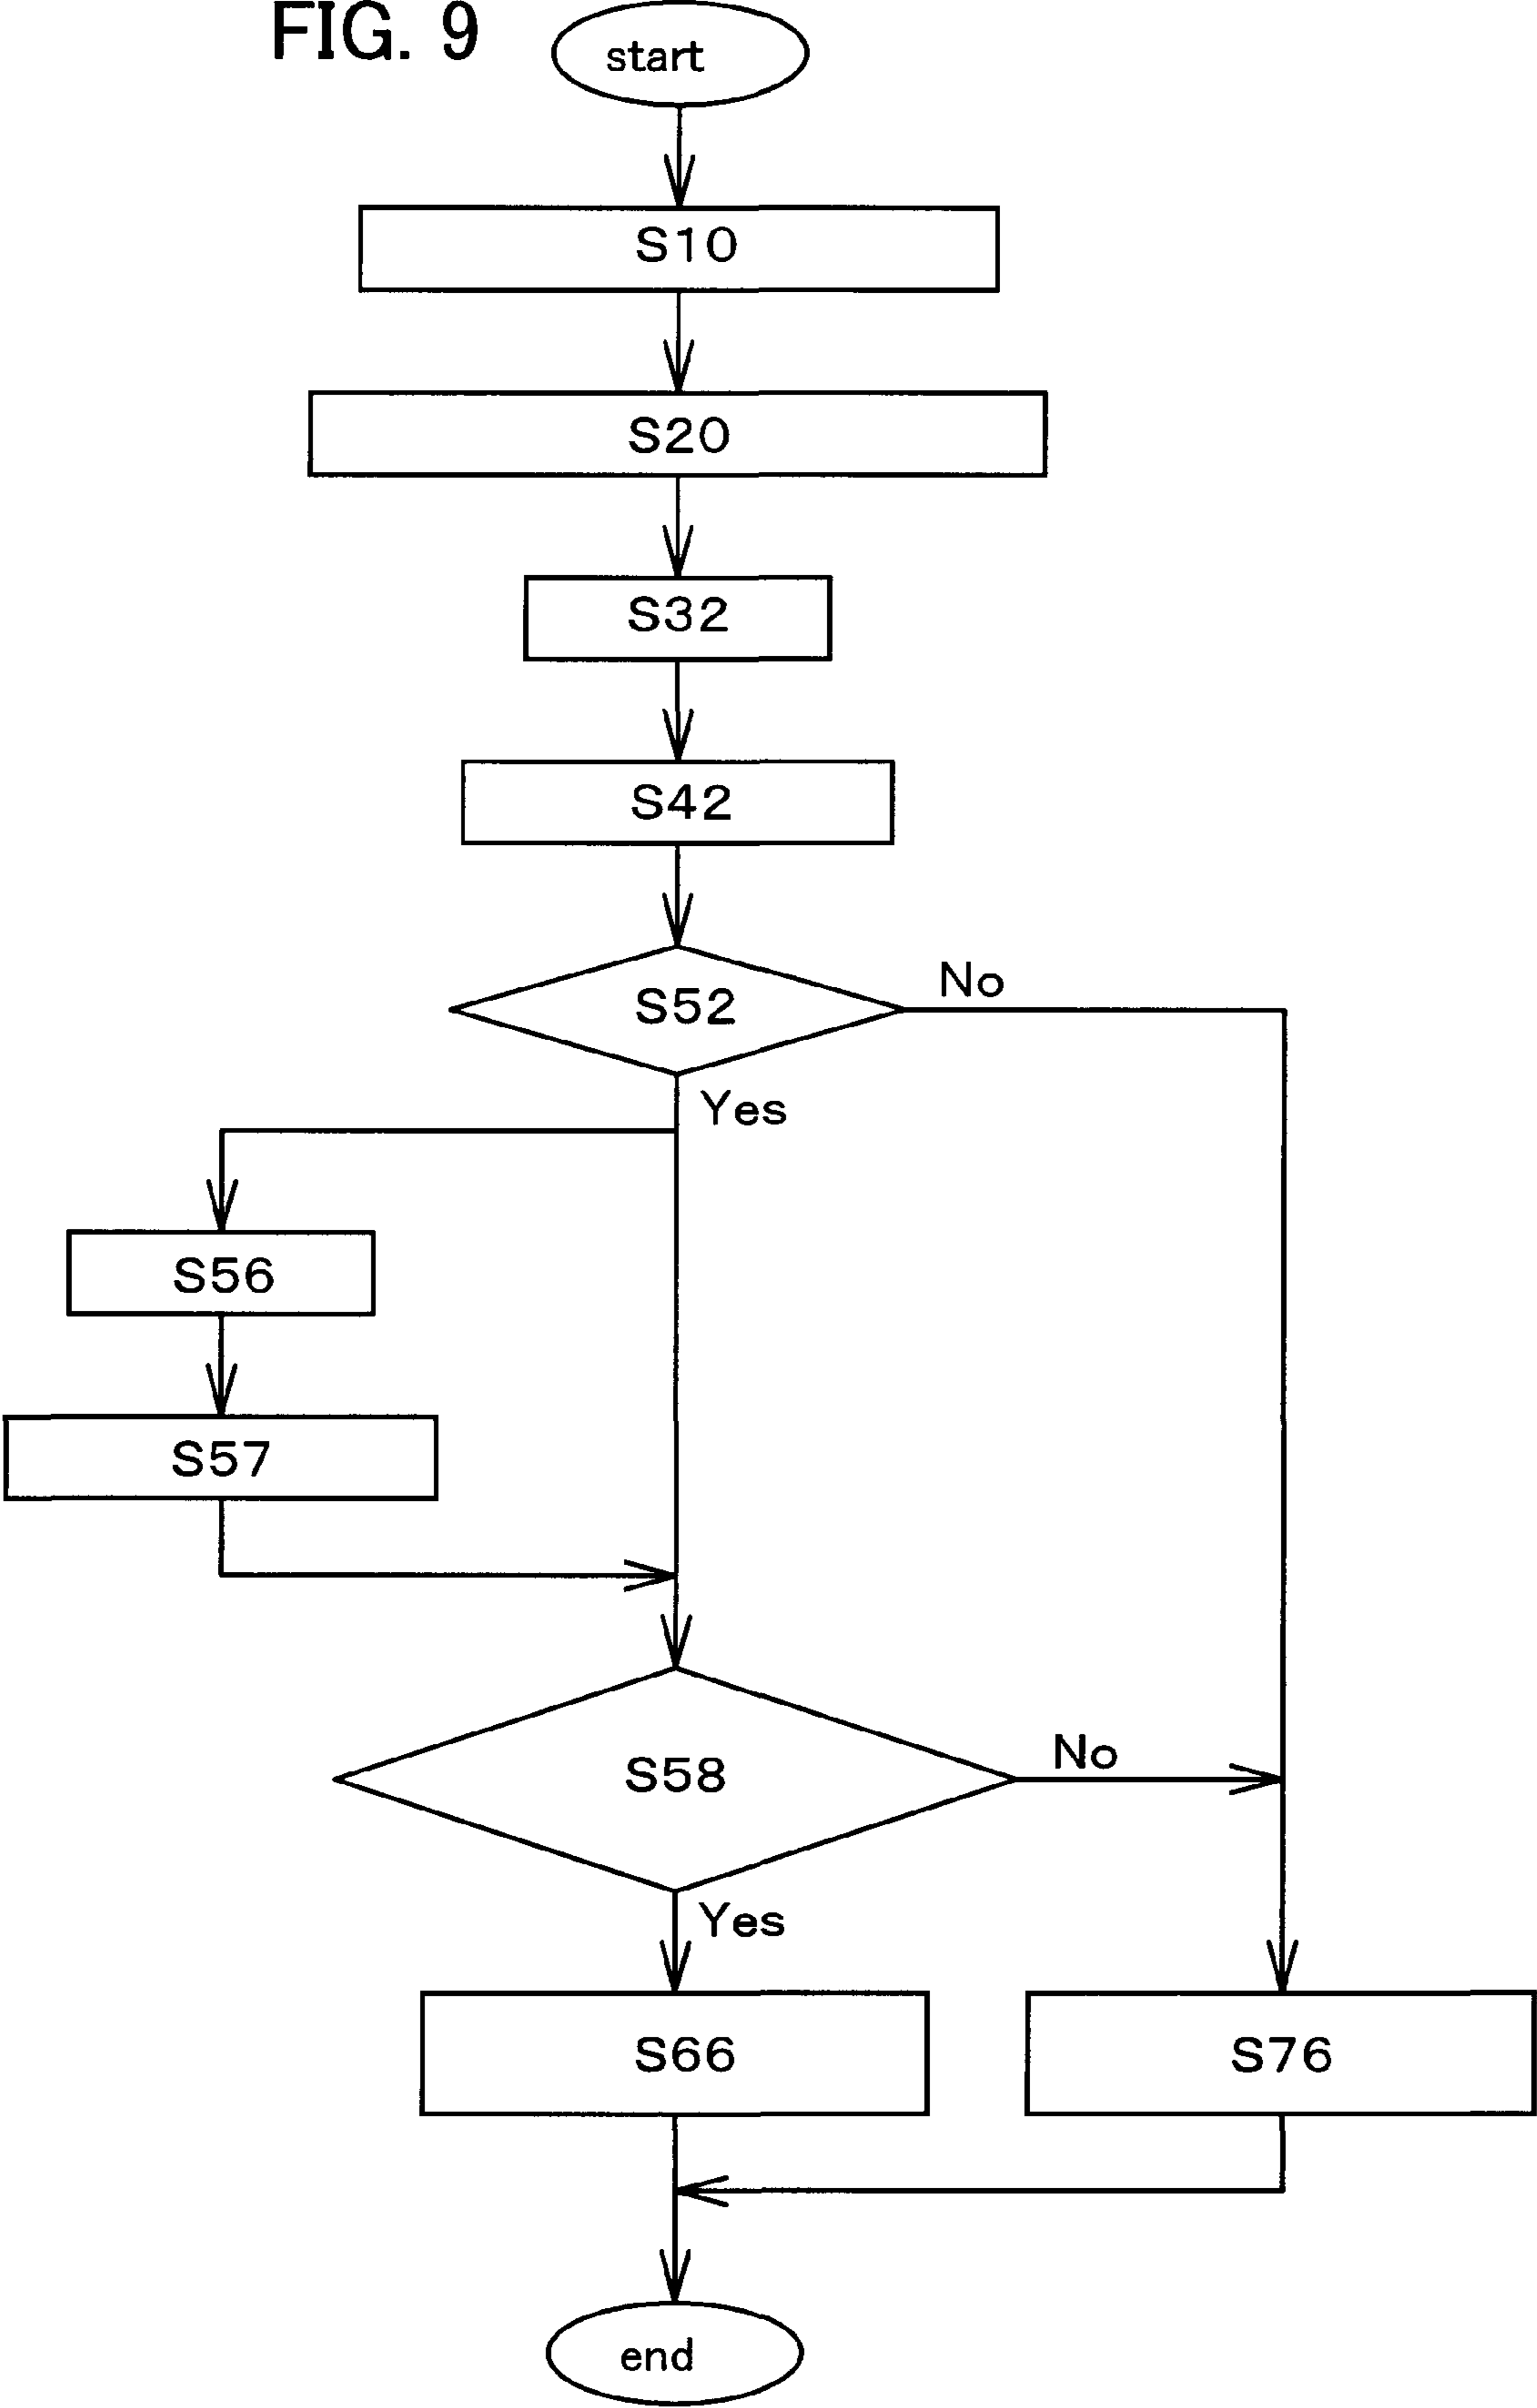 FIG. 9
start
S10
S20
S32
S42
S52
No
Yes
S56
S57
S58
No
Yes
S66
S76
end